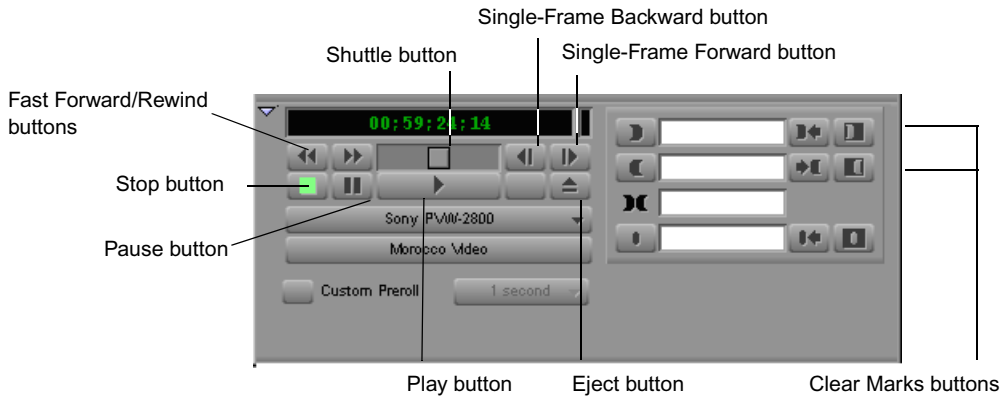 Single-Frame Backward button
Shuttle button
Single-Frame Forward button
Fast Forward/Rewind
buttons
00;59;24;14
Stop button
Sony PVW-2800
Pause button
Morocco Video
Custom Preroll
1 second
Play button
Eject button
Clear Marks buttons